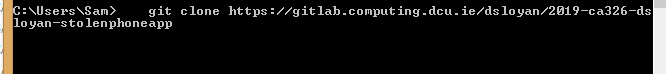 C:\Users\Sam>    git clone https://gitlab.computing.dcu.ie/dsloyan/2019-ca326-ds
loyan-stolenphoneapp